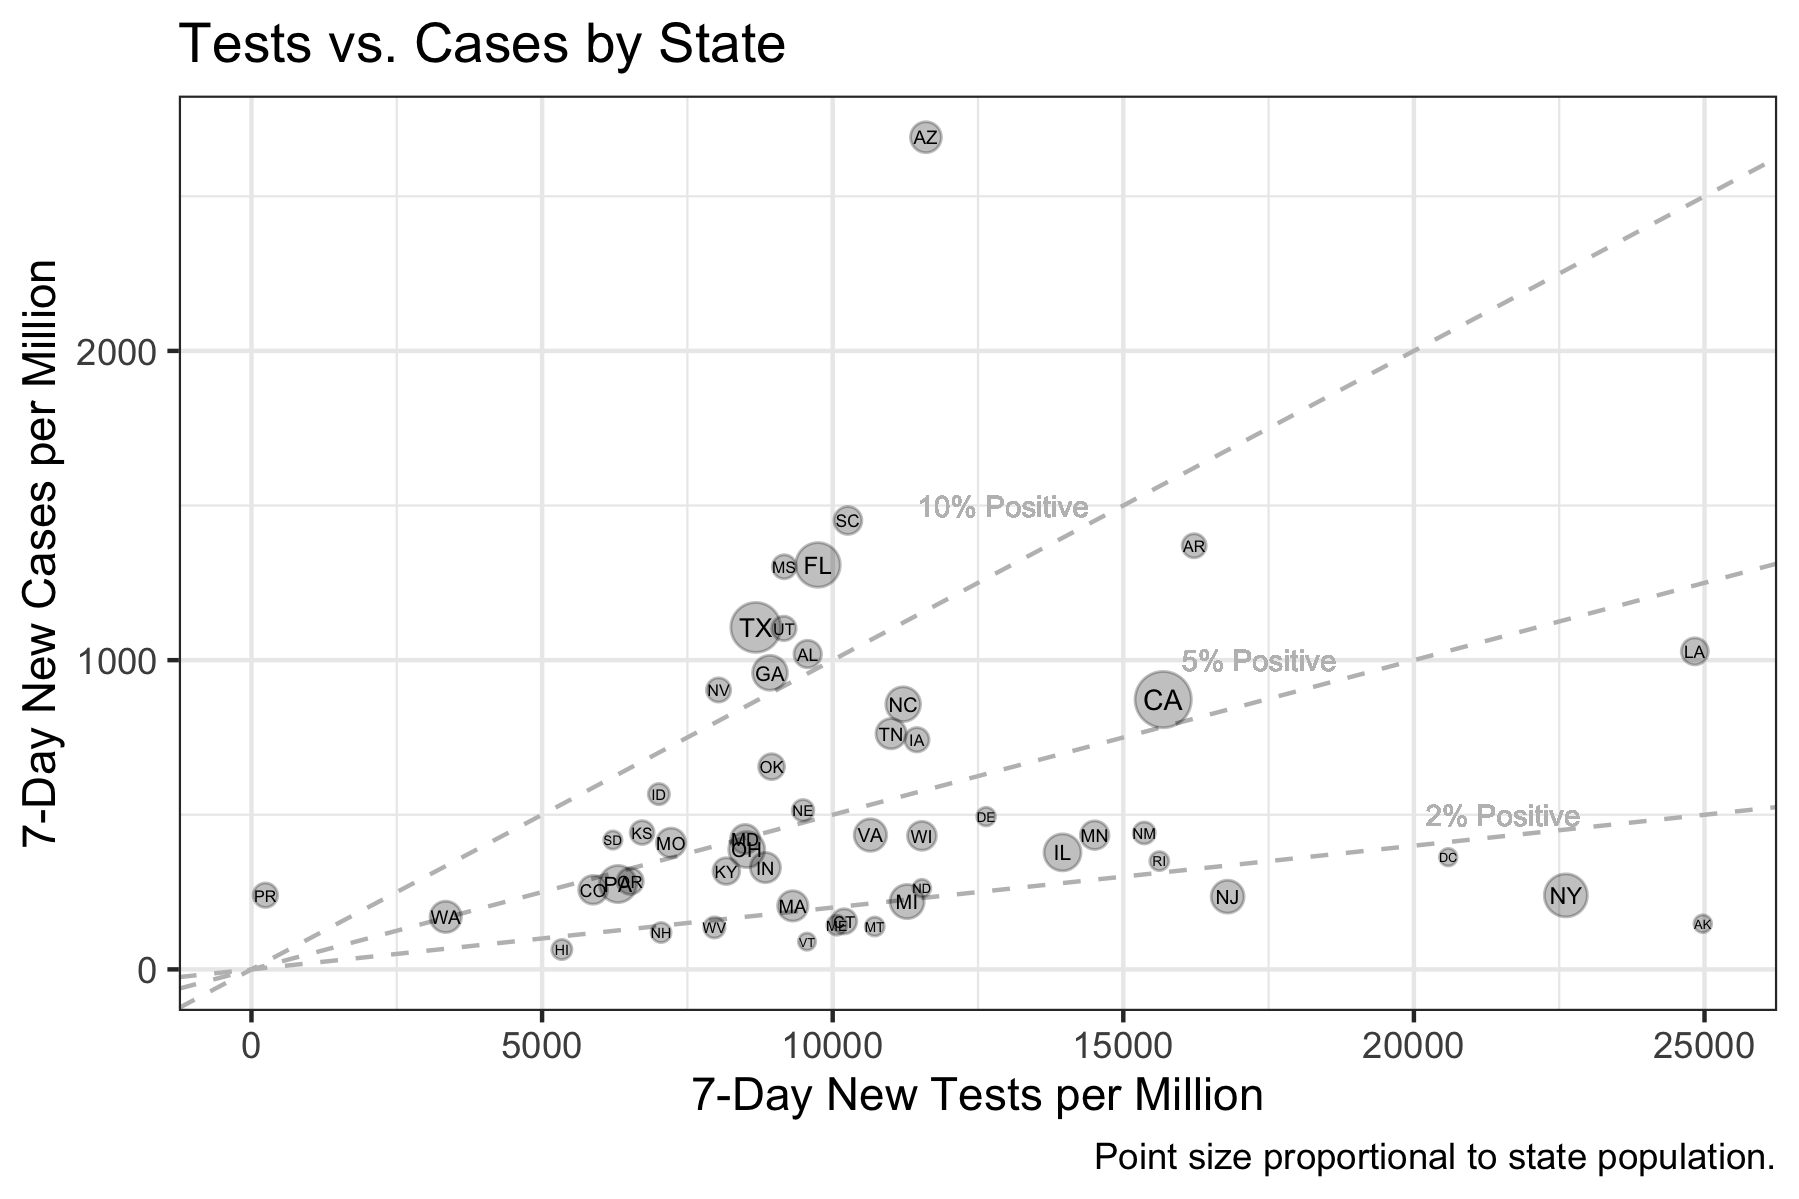 Tests vs. Cases by State
7-Day New Cases per Million
2000
1000
0
AZ
10% Positive
SC
AR
MS
FL
TX
UT
AL
LA
5% Positive
GA
NV
CA
NC
TN
IA
OK
ID
NE
DE
2% Positive
SD
KS
MO
MD
OH
VA
WI
MN
NM
IL
RI
DC
KY
IN
PR
CO
PA
OR
ND
NJ
NY
WA
MA
MI
NH
WV
ME
CT
MT
AK
HI
VT
0 5000 10000 15000 20000 25000
7-Day New Tests per Million
Point size proportional to state population.